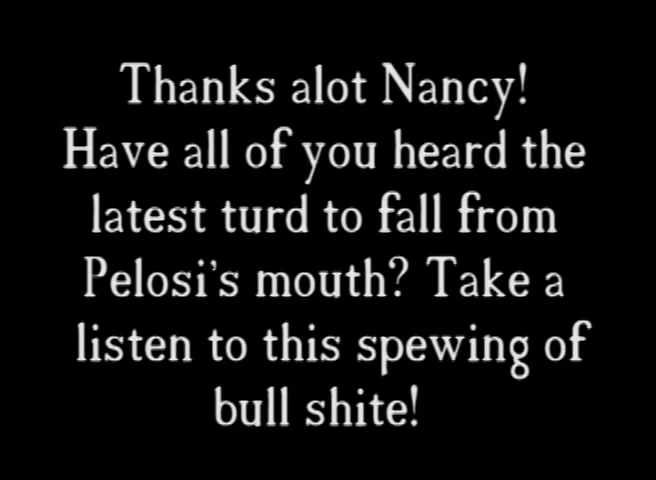 Thanks alot Nancy!
Have all of you heard the
latest turd to fall from
Pelosi's mouth? Take a
listen to this spewing of
bull shite!